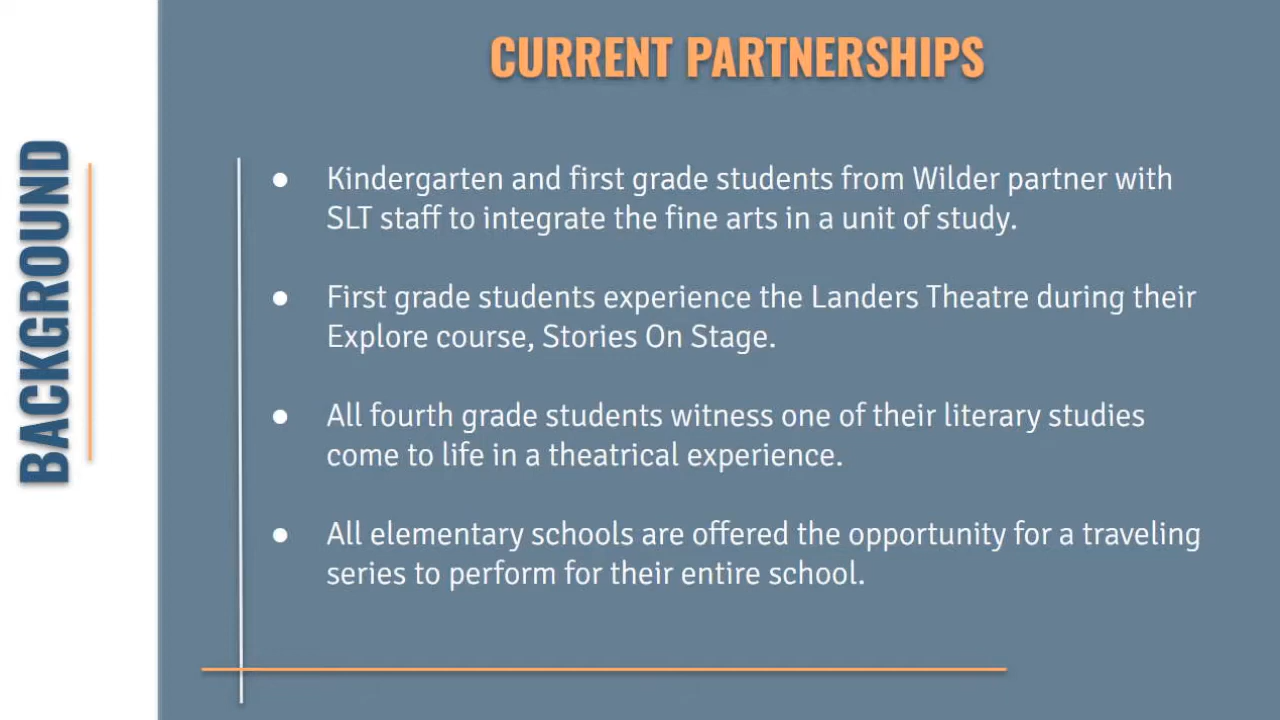 CURRENT PARTNERSHIPS
BACKGROUND
● Kindergarten and first grade students from Wilder partner with
SLT staff to integrate the fine arts in a unit of study.
● First grade students experience the Landers Theatre during their
Explore course, Stories On Stage.
● All fourth grade students witness one of their literary studies
come to life in a theatrical experience.
● All elementary schools are offered the opportunity for a traveling
series to perform for their entire school.